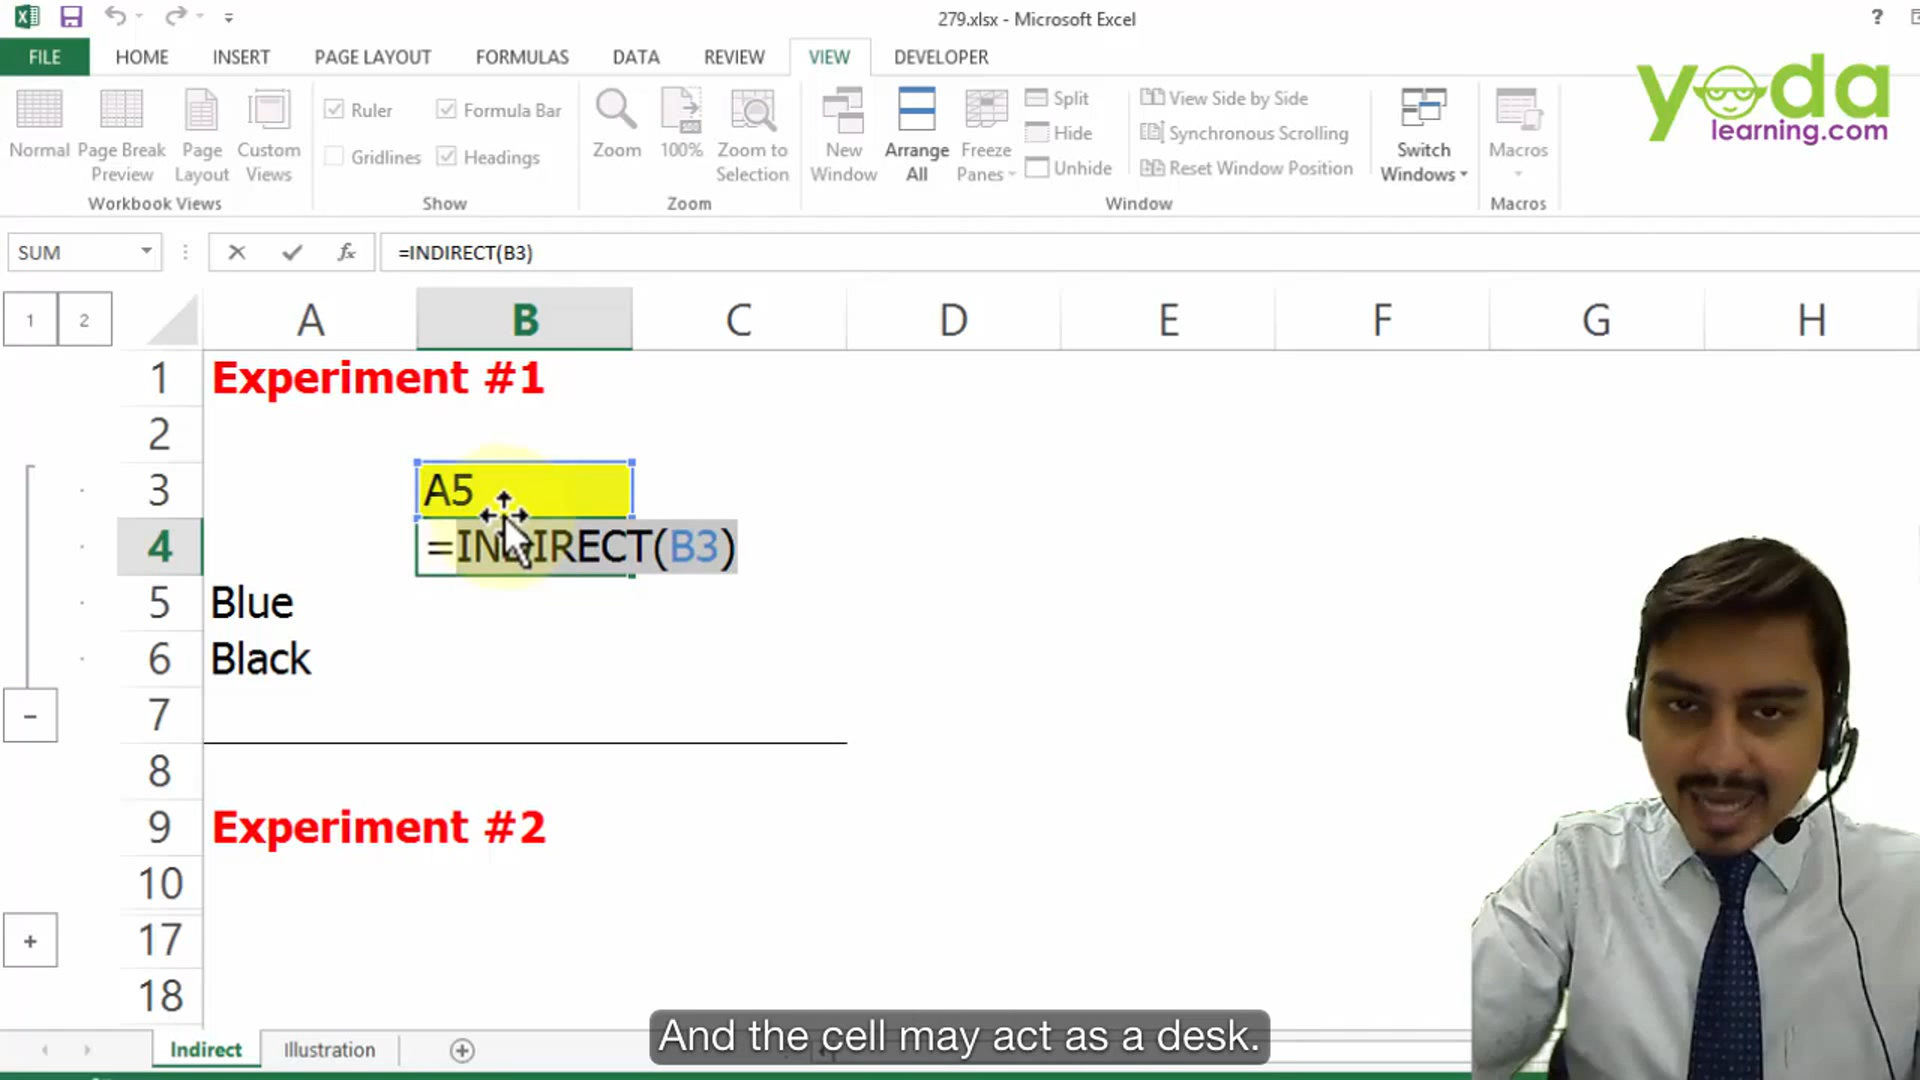 279.xlsx - Microsoft Excel
?
FILE HOME INSERT PAGE LAYOUT FORMULAS DATA REVIEW VIEW DEVELOPER
yoda
learning.com
Normal
Page Break Preview
Page Layout
Custom Views
Workbook Views
Ruler
Formula Bar
Gridlines
Headings
Show
Zoom
100%
Zoom to Selection
Zoom
New Window
Arrange All
Freeze Panes
Split
Hide
Unhide
View Side by Side
Synchronous Scrolling
Reset Window Position
Window
Switch Windows
Macros
Macros
SUM
fx
=INDIRECT(B3)
1 2
A B C D E F G H
1 Experiment #1
2
3 A5
4 =INDIRECT(B3)
5 Blue
6 Black
7
8
9 Experiment #2
10
17
18
And the cell may act as a desk.
Indirect Illustration